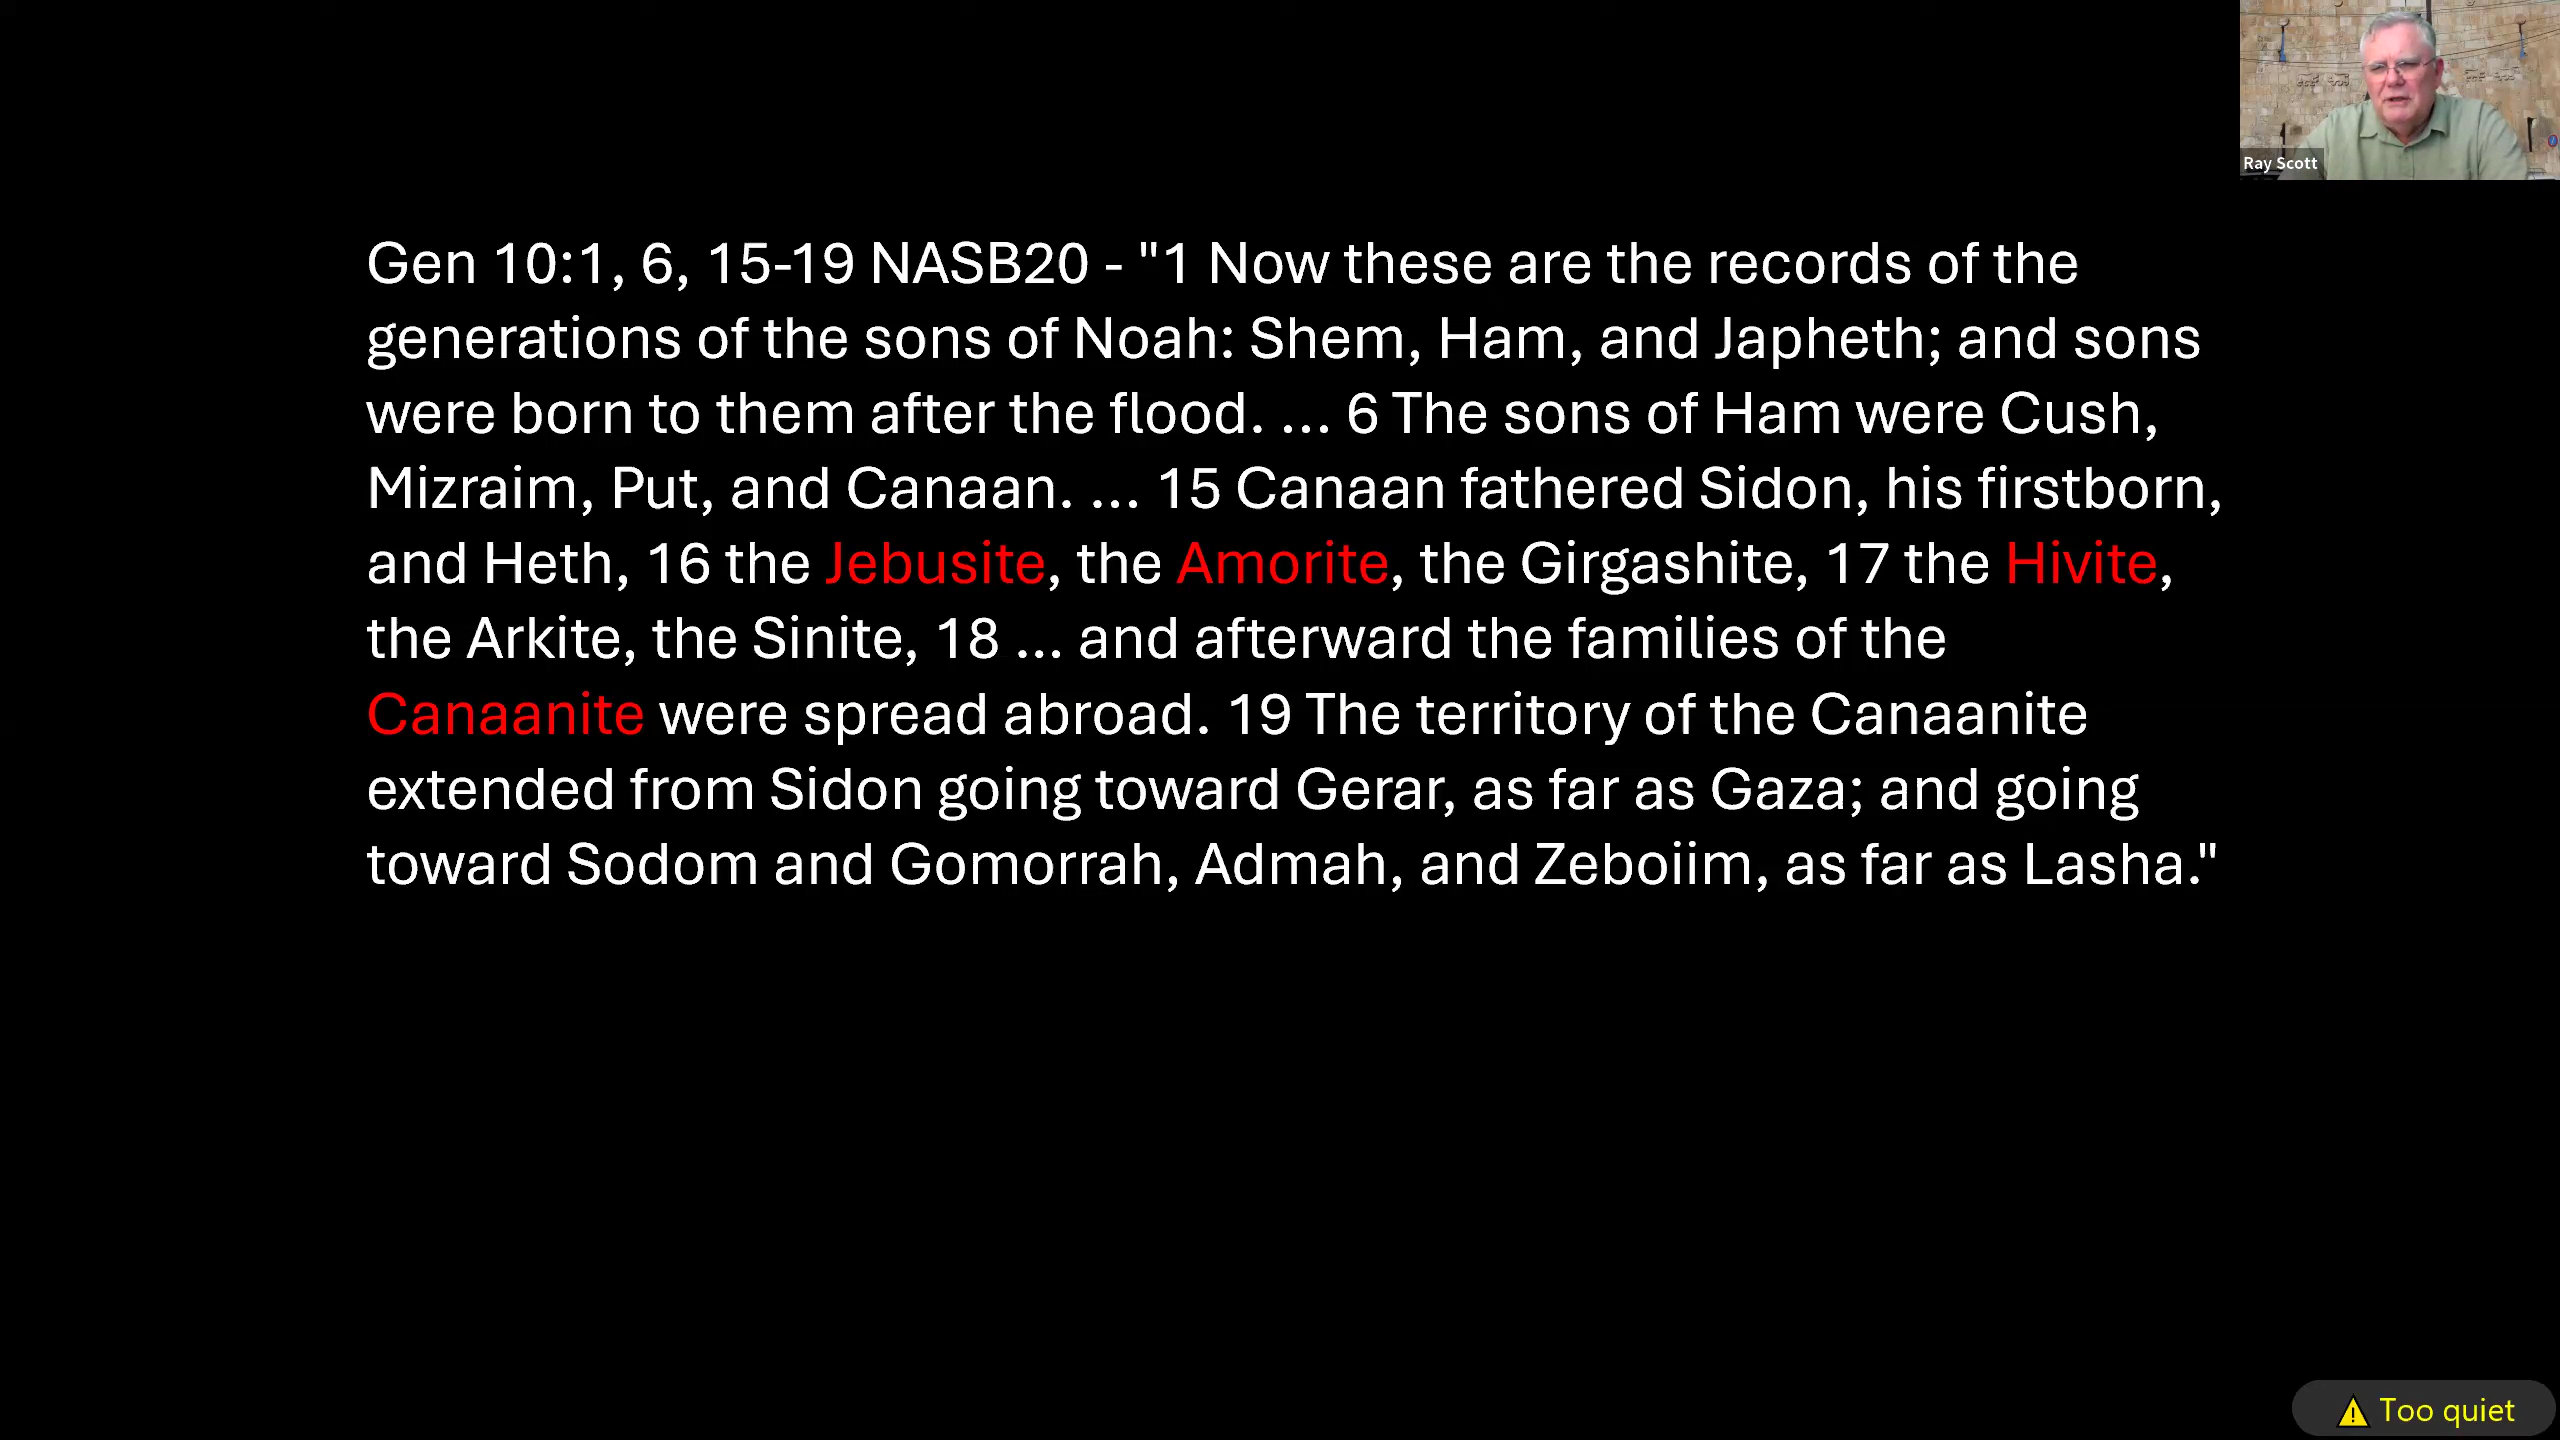 Ray Scott
Gen 10:1, 6, 15-19 NASB20 - "1 Now these are the records of the
generations of the sons of Noah: Shem, Ham, and Japheth; and sons
were born to them after the flood. ... 6 The sons of Ham were Cush,
Mizraim, Put, and Canaan. ... 15 Canaan fathered Sidon, his firstborn,
and Heth, 16 the Jebusite, the Amorite, the Girgashite, 17 the Hivite,
the Arkite, the Sinite, 18 ... and afterward the families of the
Canaanite were spread abroad. 19 The territory of the Canaanite
extended from Sidon going toward Gerar, as far as Gaza; and going
toward Sodom and Gomorrah, Admah, and Zeboiim, as far as Lasha."
Too quiet